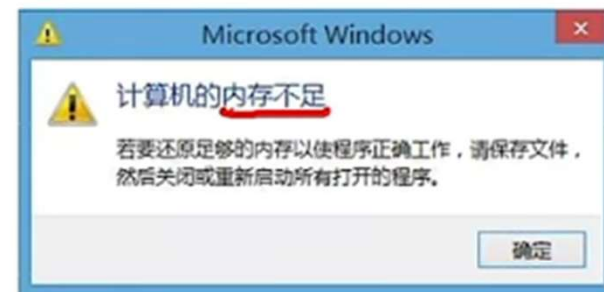 Microsoft Windows
计算机的内存不足
若要还原足够的内存以使程序正确工作，请保存文件，
然后关闭或重新启动所有打开的程序。
确定